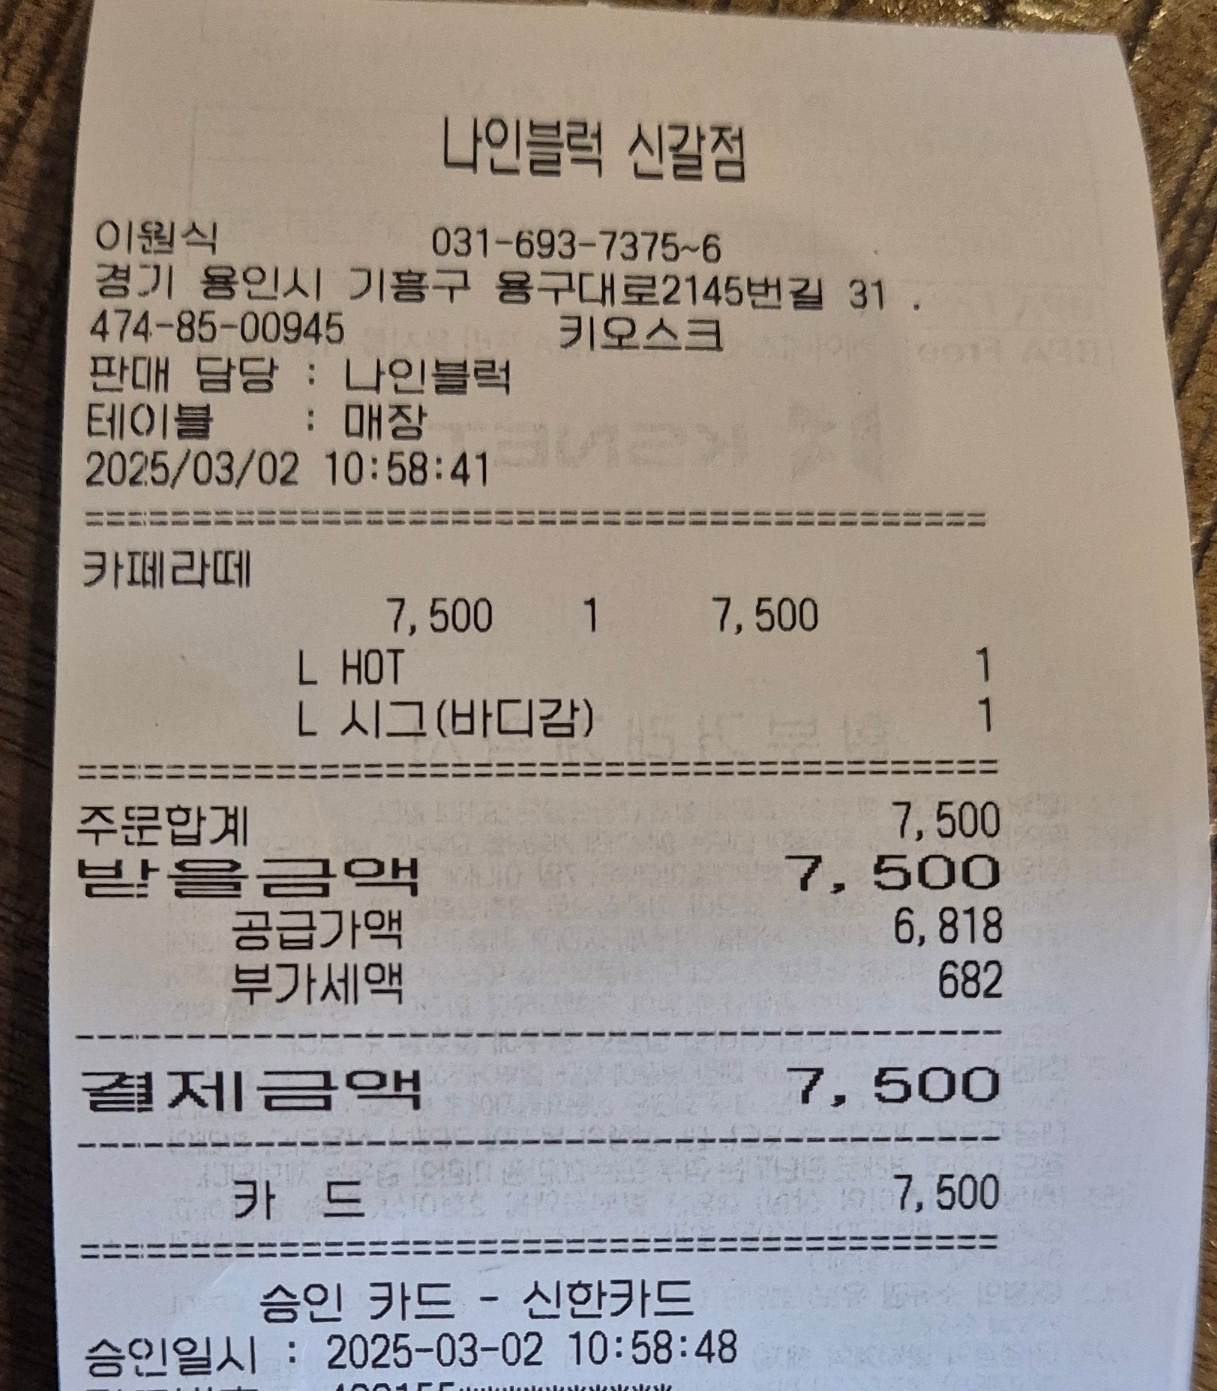 나인블럭 신갈점
이원식 031-693-7375~6
경기 용인시 기흥구 용구대로2145번길 31 .
474-85-00945 키오스크
판매 담당 : 나인블럭
테이블 : 매장
2025/03/02 10:58:41
==========================================
카페라떼
7,500 1 7,500
L HOT 1
L 시그(바디감) 1
==========================================
주문합계 7,500
받을금액 7,500
공급가액 6,818
부가세액 682
------------------------------------------
결제금액 7,500
------------------------------------------
카 드 7,500
==========================================
승인 카드 - 신한카드
승인일시 : 2025-03-02 10:58:48